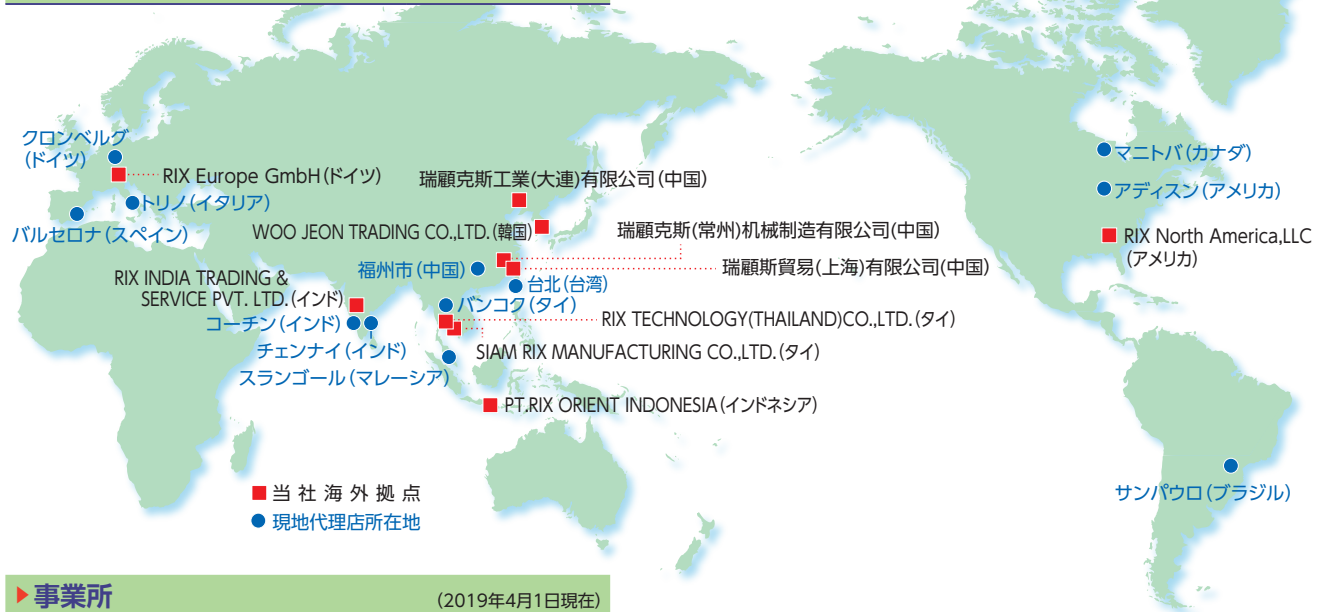 クロンベルグ
(ドイツ)
RIX Europe GmbH(ドイツ)
トリノ(イタリア)
バルセロナ(スペイン)
瑞顧克斯工業(大連)有限公司(中国)
WOO JEON TRADING CO.,LTD.(韓国)
瑞顧克斯(常州)机械制造有限公司(中国)
福州市(中国)
瑞顧斯貿易(上海)有限公司(中国)
RIX INDIA TRADING &
SERVICE PVT. LTD.(インド)
台北(台湾)
バンコク(タイ)
コーチン(インド)
RIX TECHNOLOGY(THAILAND)CO.,LTD.(タイ)
チェンナイ(インド)
SIAM RIX MANUFACTURING CO.,LTD.(タイ)
スランゴール(マレーシア)
PT.RIX ORIENT INDONESIA(インドネシア)
マニトバ(カナダ)
アディスン(アメリカ)
RIX North America,LLC
(アメリカ)
サンパウロ(ブラジル)
■当社海外拠点
●現地代理店所在地
▶事業所 (2019年4月1日現在)